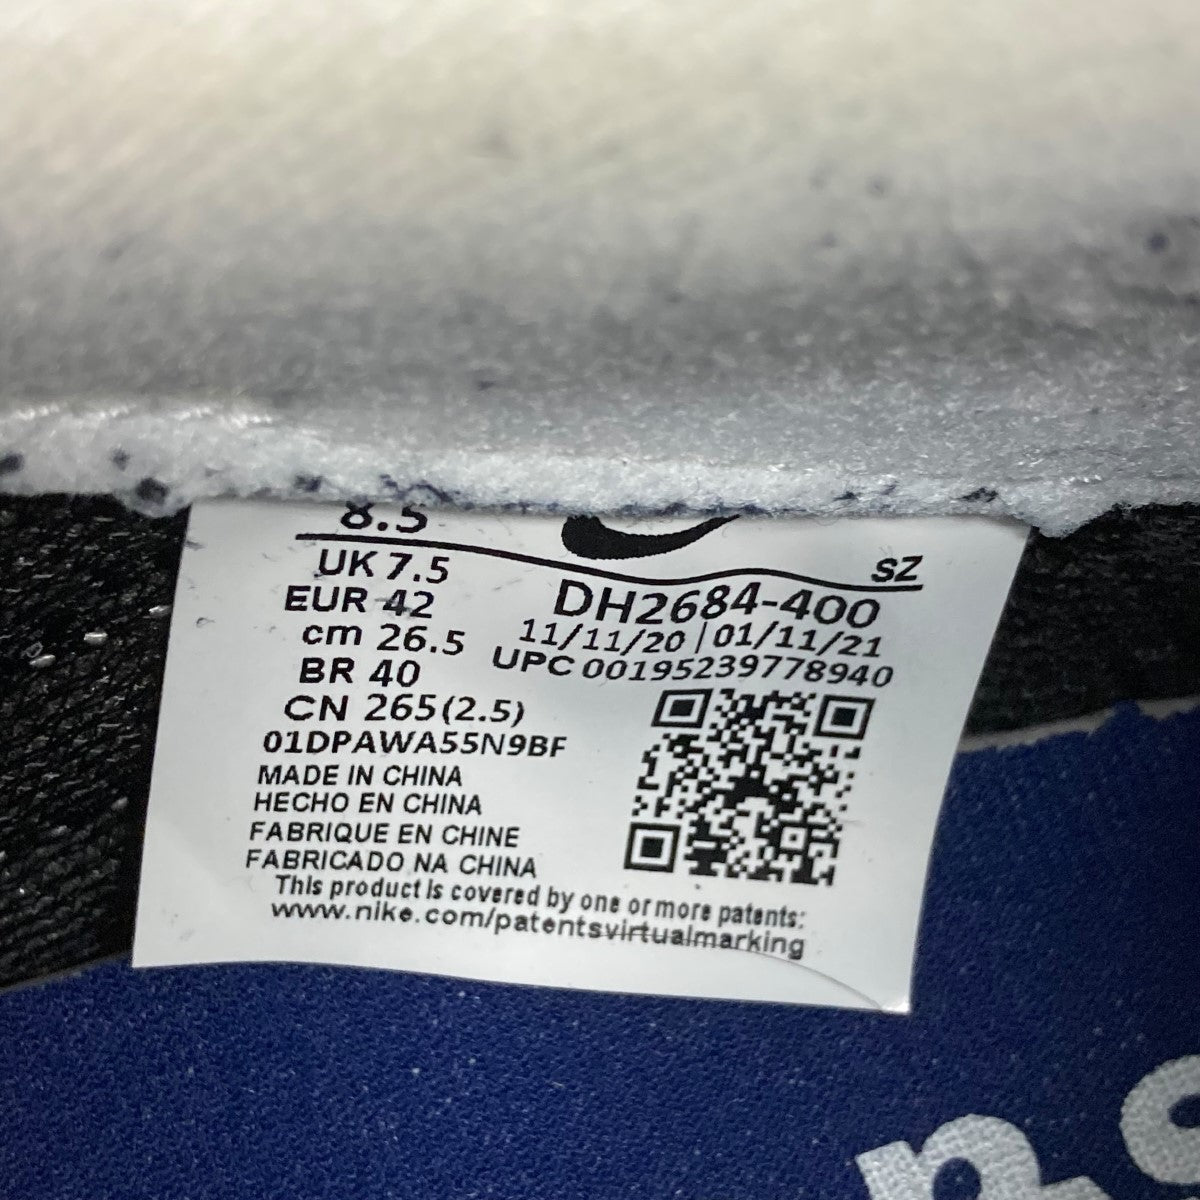 8.5
SZ
UK 7.5
EUR 42
DH2684-400
cm 26.5
11/11/20 | 01/11/21
BR 40
UPC 00195239778940
CN 265(2.5)
01DPAWA55N9BF
MADE IN CHINA
HECHO EN CHINA
FABRIQUE EN CHINE
FABRICADO NA CHINA
This product is covered by one or more patents:
www.nike.com/patentsvirtualmarking